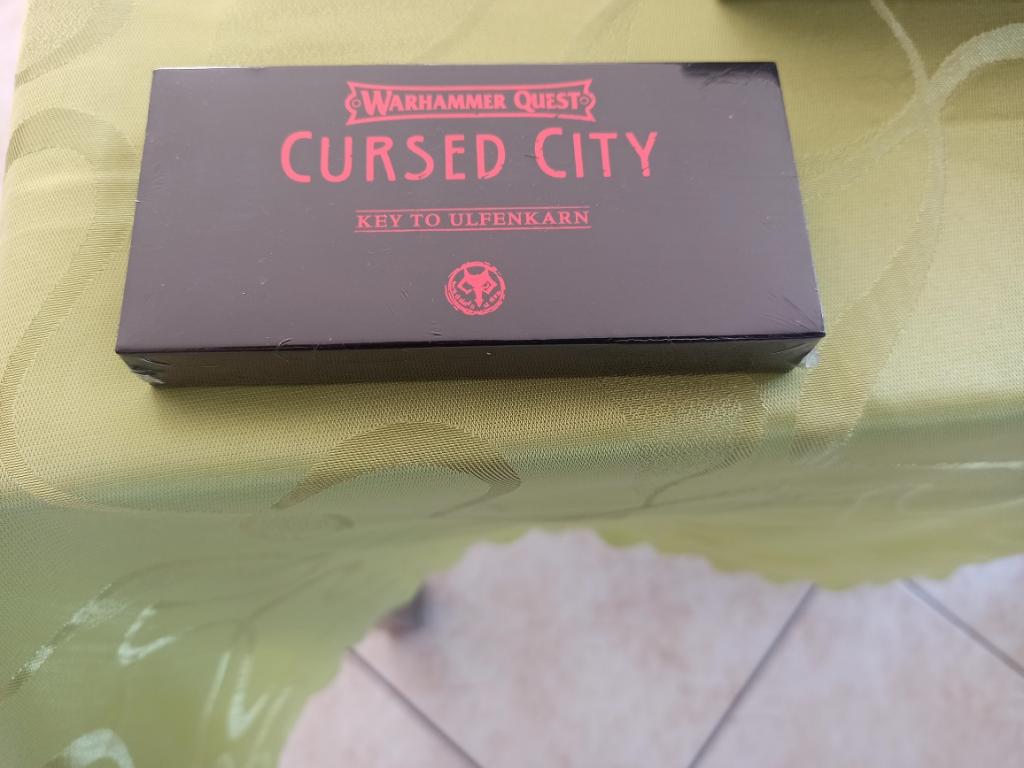 WARHAMMER QUEST
CURSED CITY
KEY TO ULFENKARN